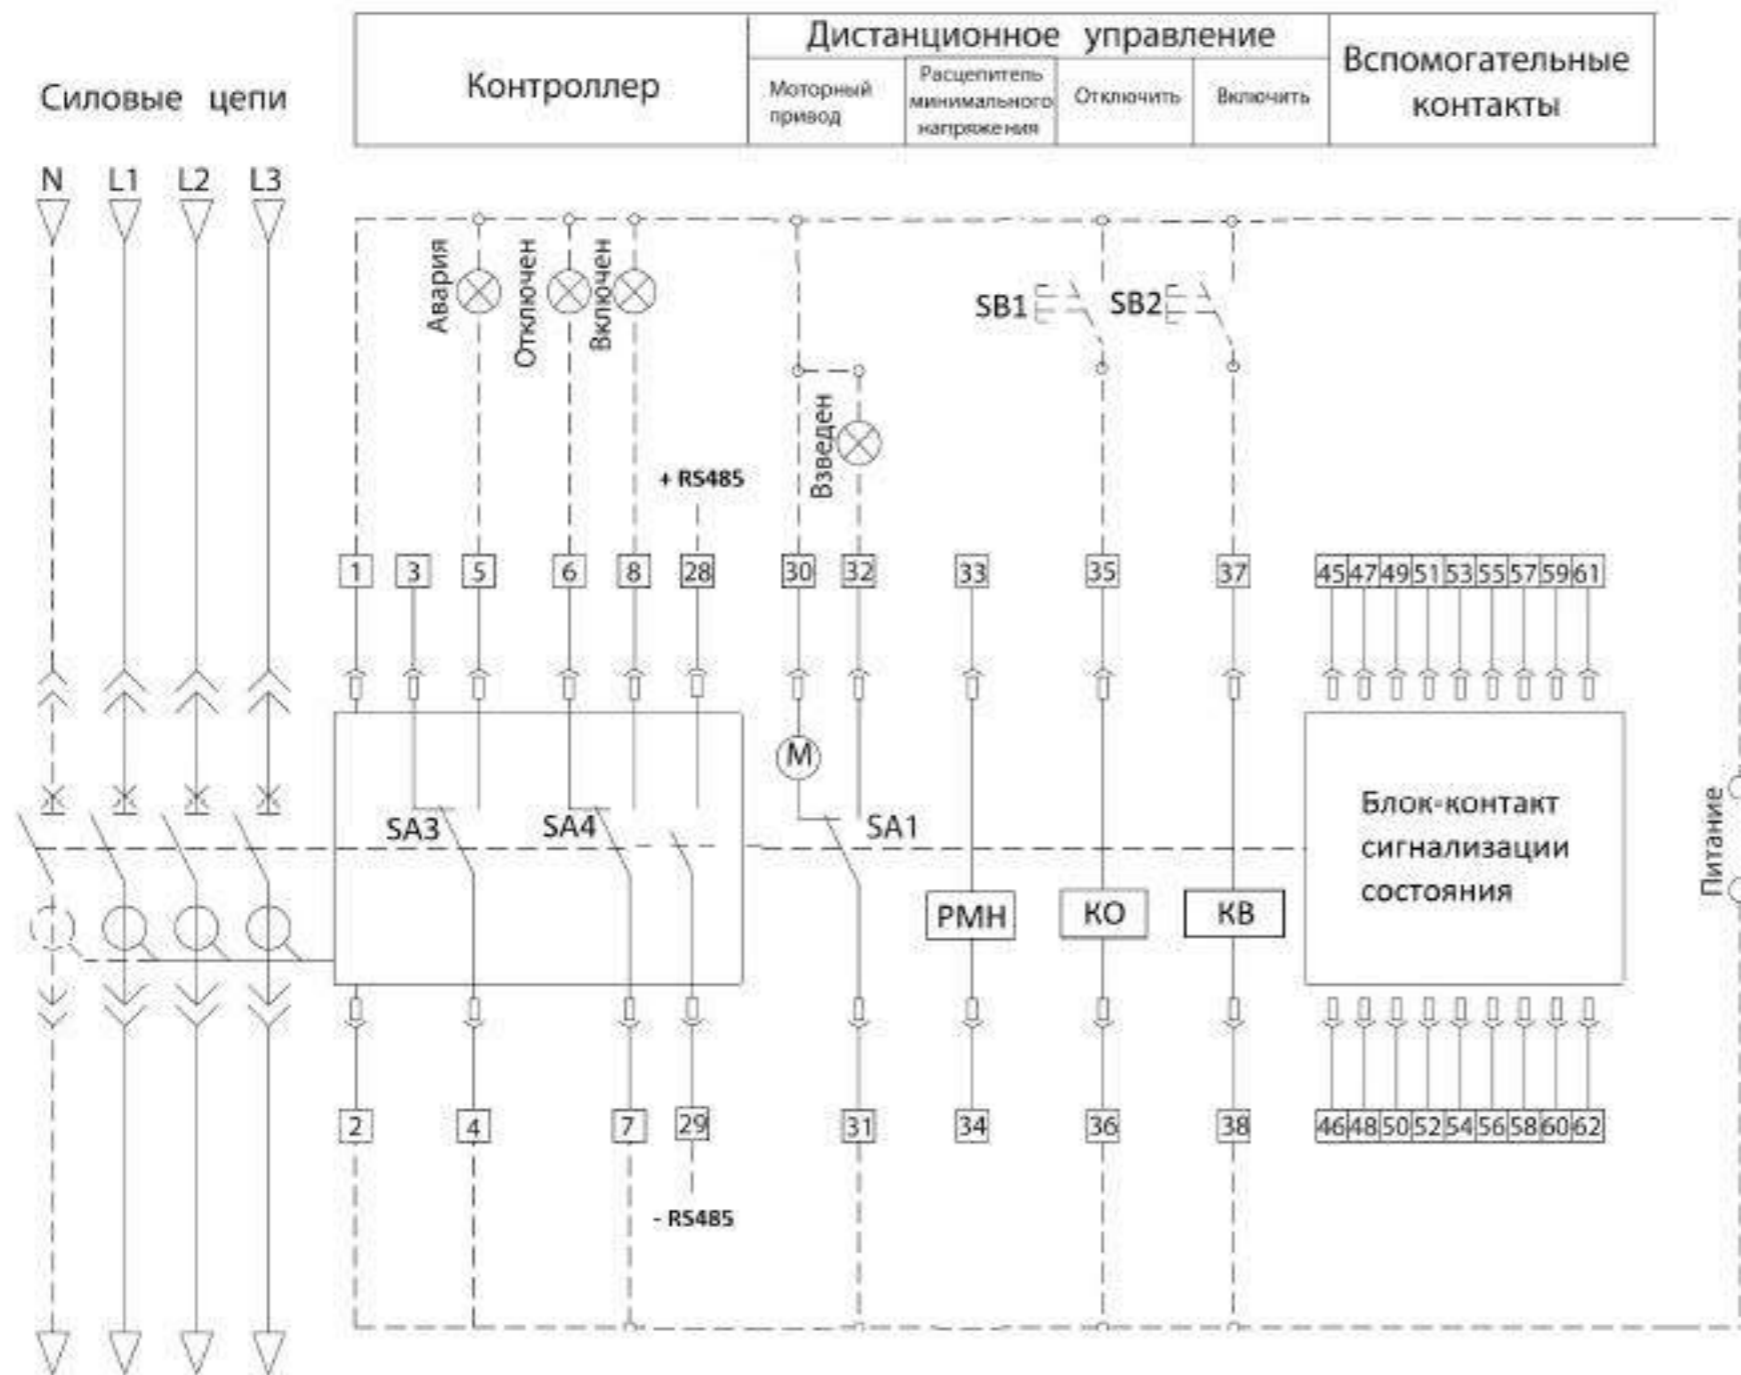 Силовые цепи
Контроллер
Дистанционное управление
Моторный
привод
Расцепитель
минимального
напряжения
Отключить
Включить
Вспомогательные
контакты
N L1 L2 L3
Авария
Отключен
Включен
SB1
SB2
Взведен
+ RS485
1 3 5 6 8 28 30 32 33 35 37 45 47 49 51 53 55 57 59 61
M
SA3
SA4
SA1
Блок-контакт
сигнализации
состояния
Питание
РМН
КО
КВ
2 4 7 29 31 34 36 38 46 48 50 52 54 56 58 60 62
- RS485